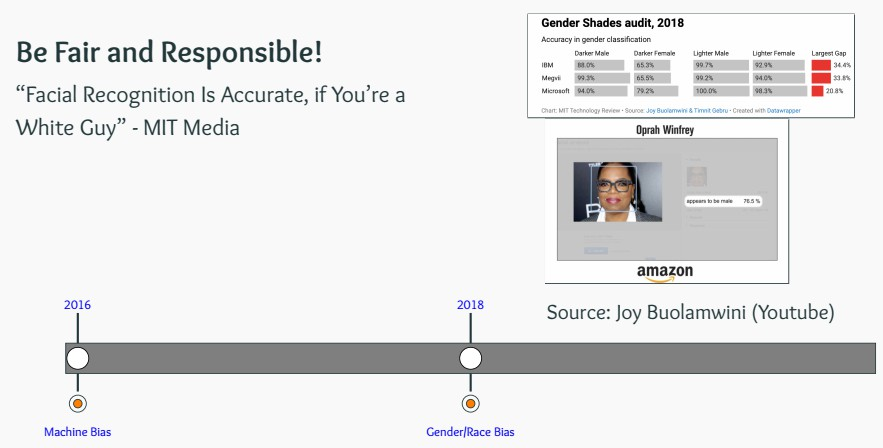 Be Fair and Responsible!
“Facial Recognition Is Accurate, if You’re a
White Guy” - MIT Media
Gender Shades audit, 2018
Accuracy in gender classification
Darker Male Darker Female Lighter Male Lighter Female Largest Gap
IBM 88.0% 65.3% 99.7% 92.9% 34.4%
Megvii 99.3% 65.5% 99.2% 94.0% 33.8%
Microsoft 94.0% 79.2% 100.0% 98.3% 20.8%
Chart: MIT Technology Review • Source: Joy Buolamwini & Timnit Gebru • Created with Datawrapper
Oprah Winfrey
appears to be male 76.5 %
amazon
Source: Joy Buolamwini (Youtube)
2016
2018
Machine Bias
Gender/Race Bias